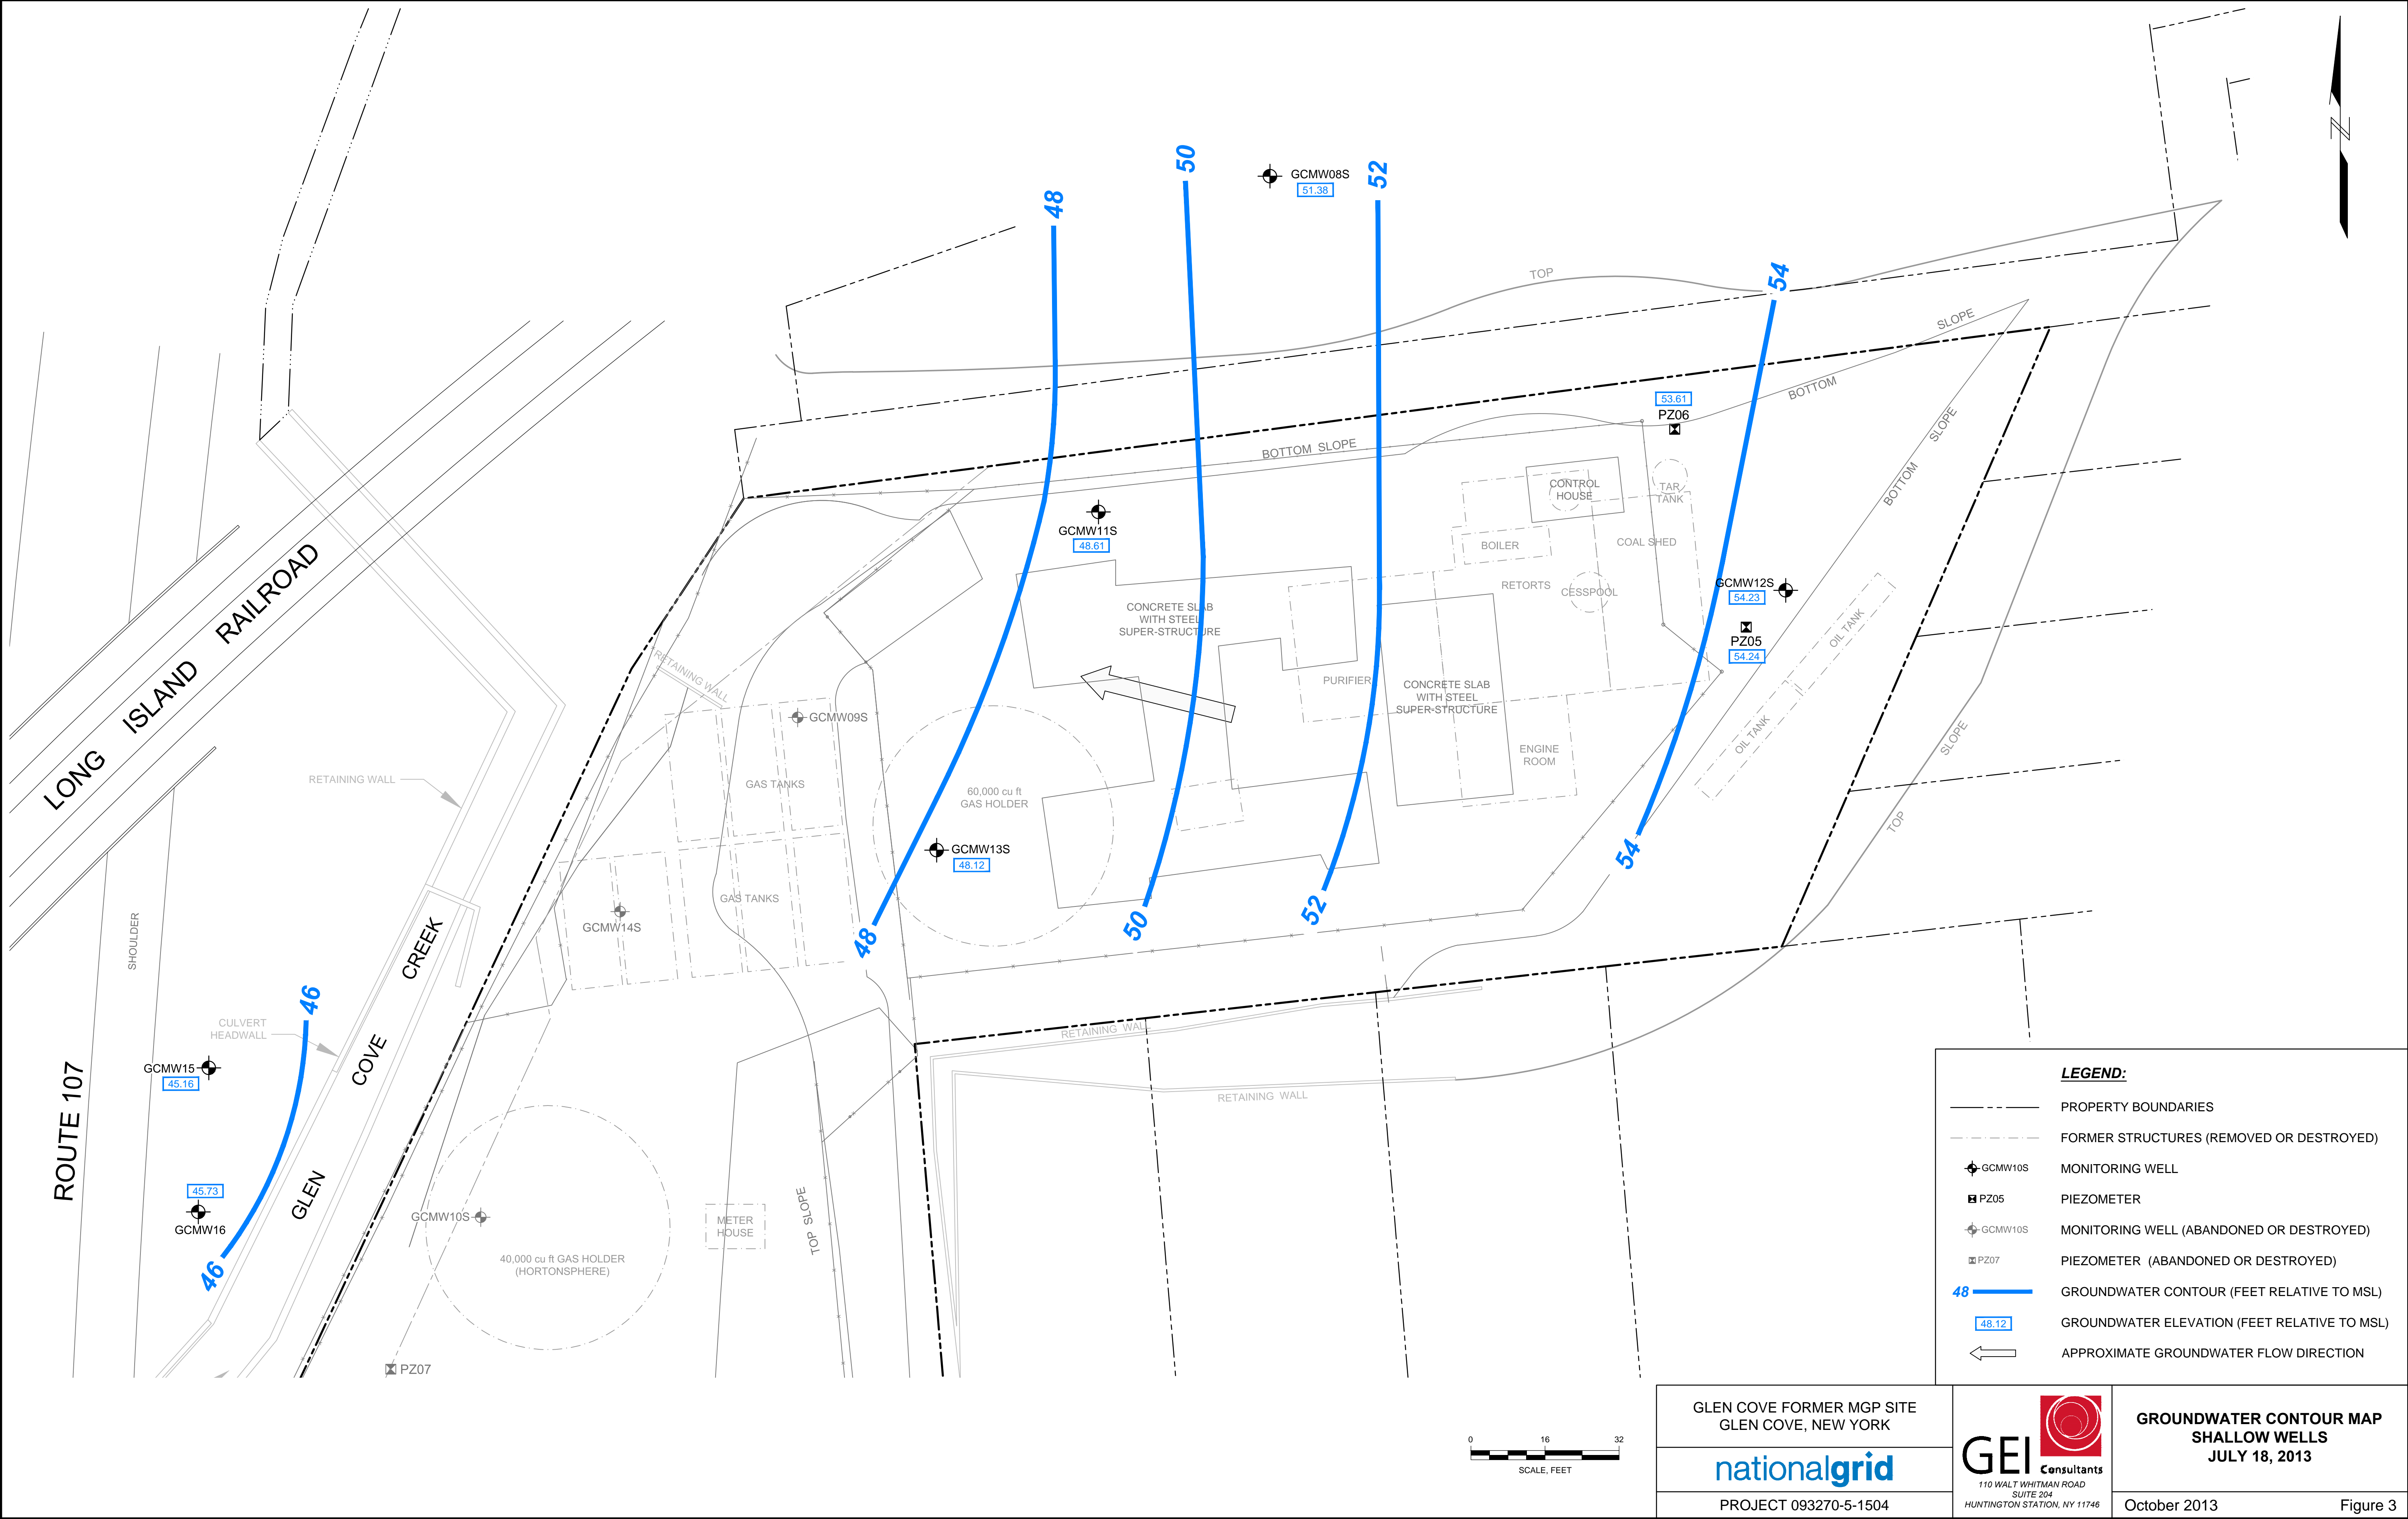 50
52
48
GCMW08S
51.38
N
TOP
54
SLOPE
BOTTOM
53.61
PZ06
BOTTOM SLOPE
SLOPE
BOTTOM
CONTROL
HOUSE
TAR
TANK
GCMW11S
48.61
BOILER
COAL SHED
RETORTS
CESSPOOL
GCMW12S
54.23
PZ05
54.24
OIL TANK
OIL TANK
CONCRETE SLAB
WITH STEEL
SUPER-STRUCTURE
PURIFIER
CONCRETE SLAB
WITH STEEL
SUPER-STRUCTURE
ENGINE
ROOM
SLOPE
TOP
LONG ISLAND RAILROAD
RETAINING WALL
GCMW09S
RETAINING WALL
GAS TANKS
60,000 cu ft
GAS HOLDER
GCMW13S
48.12
GAS TANKS
GCMW14S
48
50
52
54
SHOULDER
GLEN COVE CREEK
46
CULVERT
HEADWALL
GCMW15
45.16
ROUTE 107
45.73
GCMW16
46
GCMW10S
METER
HOUSE
TOP SLOPE
40,000 cu ft GAS HOLDER
(HORTONSPHERE)
PZ07
RETAINING WALL
RETAINING WALL
LEGEND:
PROPERTY BOUNDARIES
FORMER STRUCTURES (REMOVED OR DESTROYED)
GCMW10S MONITORING WELL
PZ05 PIEZOMETER
GCMW10S MONITORING WELL (ABANDONED OR DESTROYED)
PZ07 PIEZOMETER (ABANDONED OR DESTROYED)
48 GROUNDWATER CONTOUR (FEET RELATIVE TO MSL)
48.12 GROUNDWATER ELEVATION (FEET RELATIVE TO MSL)
APPROXIMATE GROUNDWATER FLOW DIRECTION
0 16 32
SCALE, FEET
GLEN COVE FORMER MGP SITE
GLEN COVE, NEW YORK
nationalgrid
PROJECT 093270-5-1504
GEI Consultants
110 WALT WHITMAN ROAD
SUITE 204
HUNTINGTON STATION, NY 11746
GROUNDWATER CONTOUR MAP
SHALLOW WELLS
JULY 18, 2013
October 2013 Figure 3